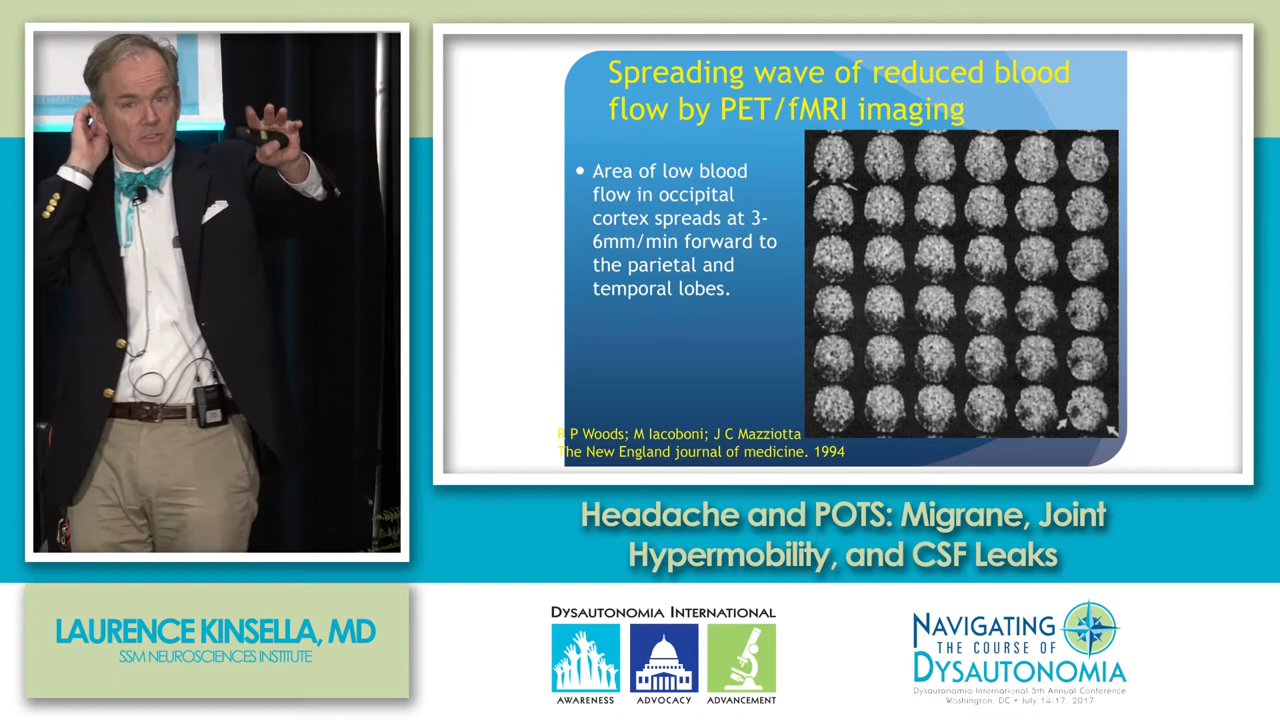 Spreading wave of reduced blood
flow by PET/fMRI imaging
• Area of low blood
flow in occipital
cortex spreads at 3-
6mm/min forward to
the parietal and
temporal lobes.
R P Woods; M Iacoboni; J C Mazziotta
The New England journal of medicine. 1994
Headache and POTS: Migrane, Joint
Hypermobility, and CSF Leaks
LAURENCE KINSELLA, MD
SSM NEUROSCIENCES INSTITUTE
DYSAUTONOMIA INTERNATIONAL
AWARENESS ADVOCACY ADVANCEMENT
NAVIGATING
THE COURSE OF
DYSAUTONOMIA
Dysautonomia International 5th Annual Conference
Washington, DC • July 14-17, 2017